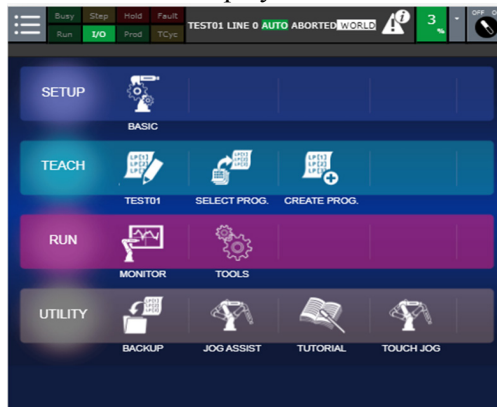 Busy Step Hold Fault
Run I/O Prod TCyc
TEST01 LINE 0 AUTO ABORTED WORLD
3
%
OFF
SETUP
BASIC
TEACH
TEST01 SELECT PROG. CREATE PROG.
RUN
MONITOR TOOLS
UTILITY
BACKUP JOG ASSIST TUTORIAL TOUCH JOG